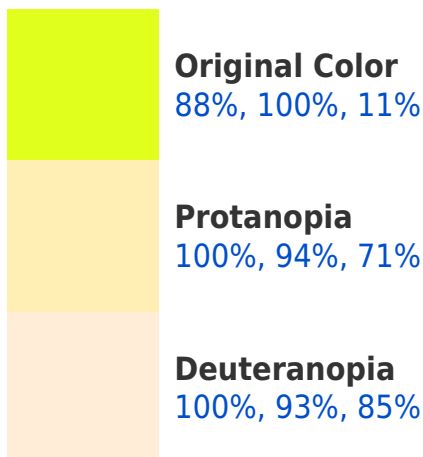 Original Color
88%, 100%, 11%
Protanopia
100%, 94%, 71%
Deuteranopia
100%, 93%, 85%